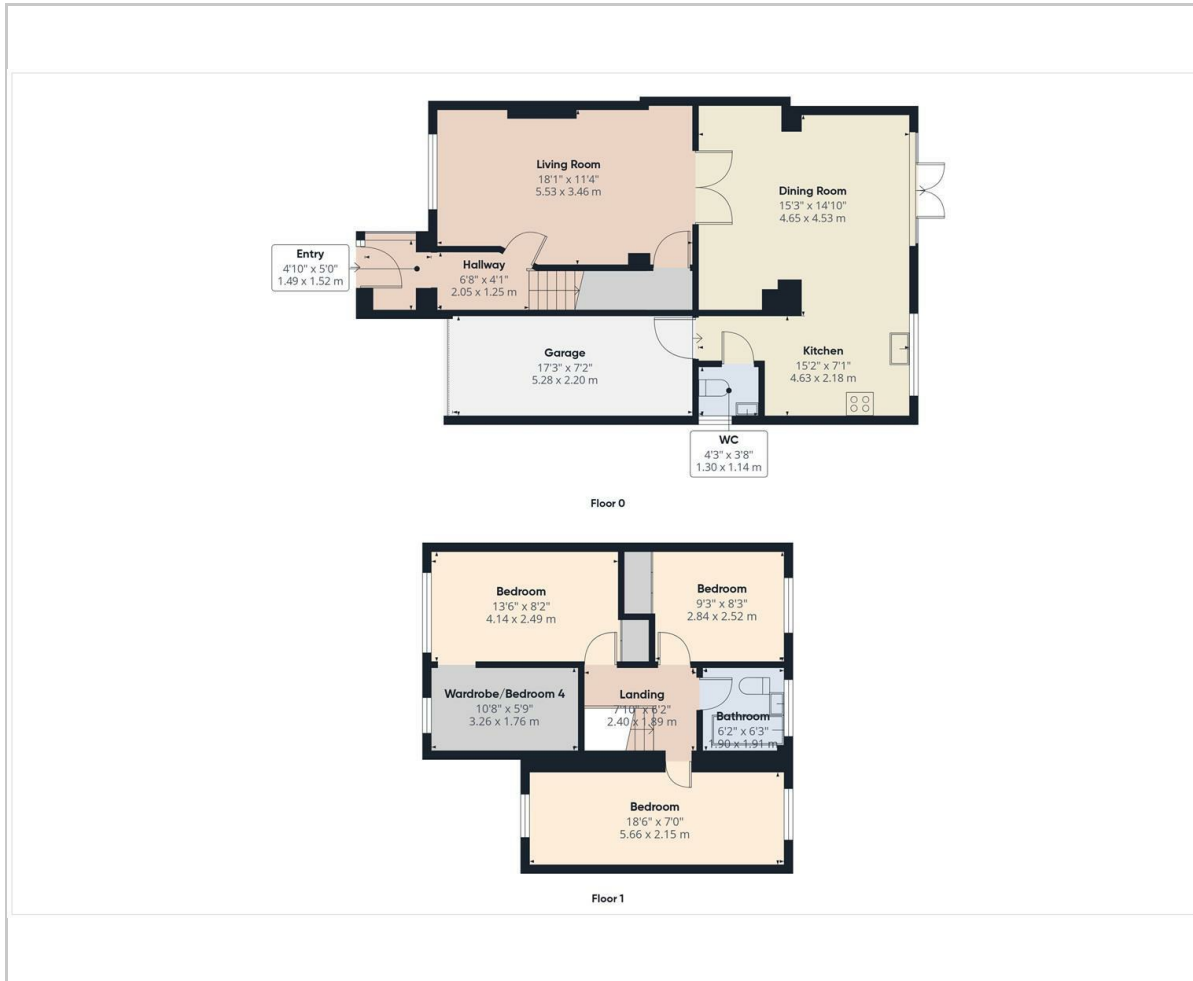 Living Room
18'1" x 11'4"
5.53 x 3.46 m
Dining Room
15'3" x 14'10"
4.65 x 4.53 m
Entry
4'10" x 5'0"
1.49 x 1.52 m
Hallway
6'8" x 4'1"
2.05 x 1.25 m
Garage
17'3" x 7'2"
5.28 x 2.20 m
Kitchen
15'2" x 7'1"
4.63 x 2.18 m
WC
4'3" x 3'8"
1.30 x 1.14 m
Floor 0
Bedroom
13'6" x 8'2"
4.14 x 2.49 m
Bedroom
9'3" x 8'3"
2.84 x 2.52 m
Wardrobe/Bedroom 4
10'8" x 5'9"
3.26 x 1.76 m
Landing
7'10" x 6'2"
2.40 x 1.89 m
Bathroom
6'2" x 6'3"
1.90 x 1.91 m
Bedroom
18'6" x 7'0"
5.66 x 2.15 m
Floor 1